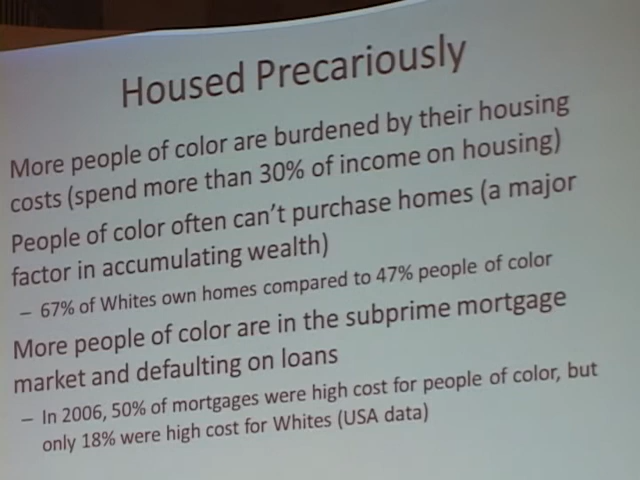 Housed Precariously
More people of color are burdened by their housing
costs (spend more than 30% of income on housing)
People of color often can't purchase homes (a major
factor in accumulating wealth)
– 67% of Whites own homes compared to 47% people of color
More people of color are in the subprime mortgage
market and defaulting on loans
– In 2006, 50% of mortgages were high cost for people of color, but
only 18% were high cost for Whites (USA data)